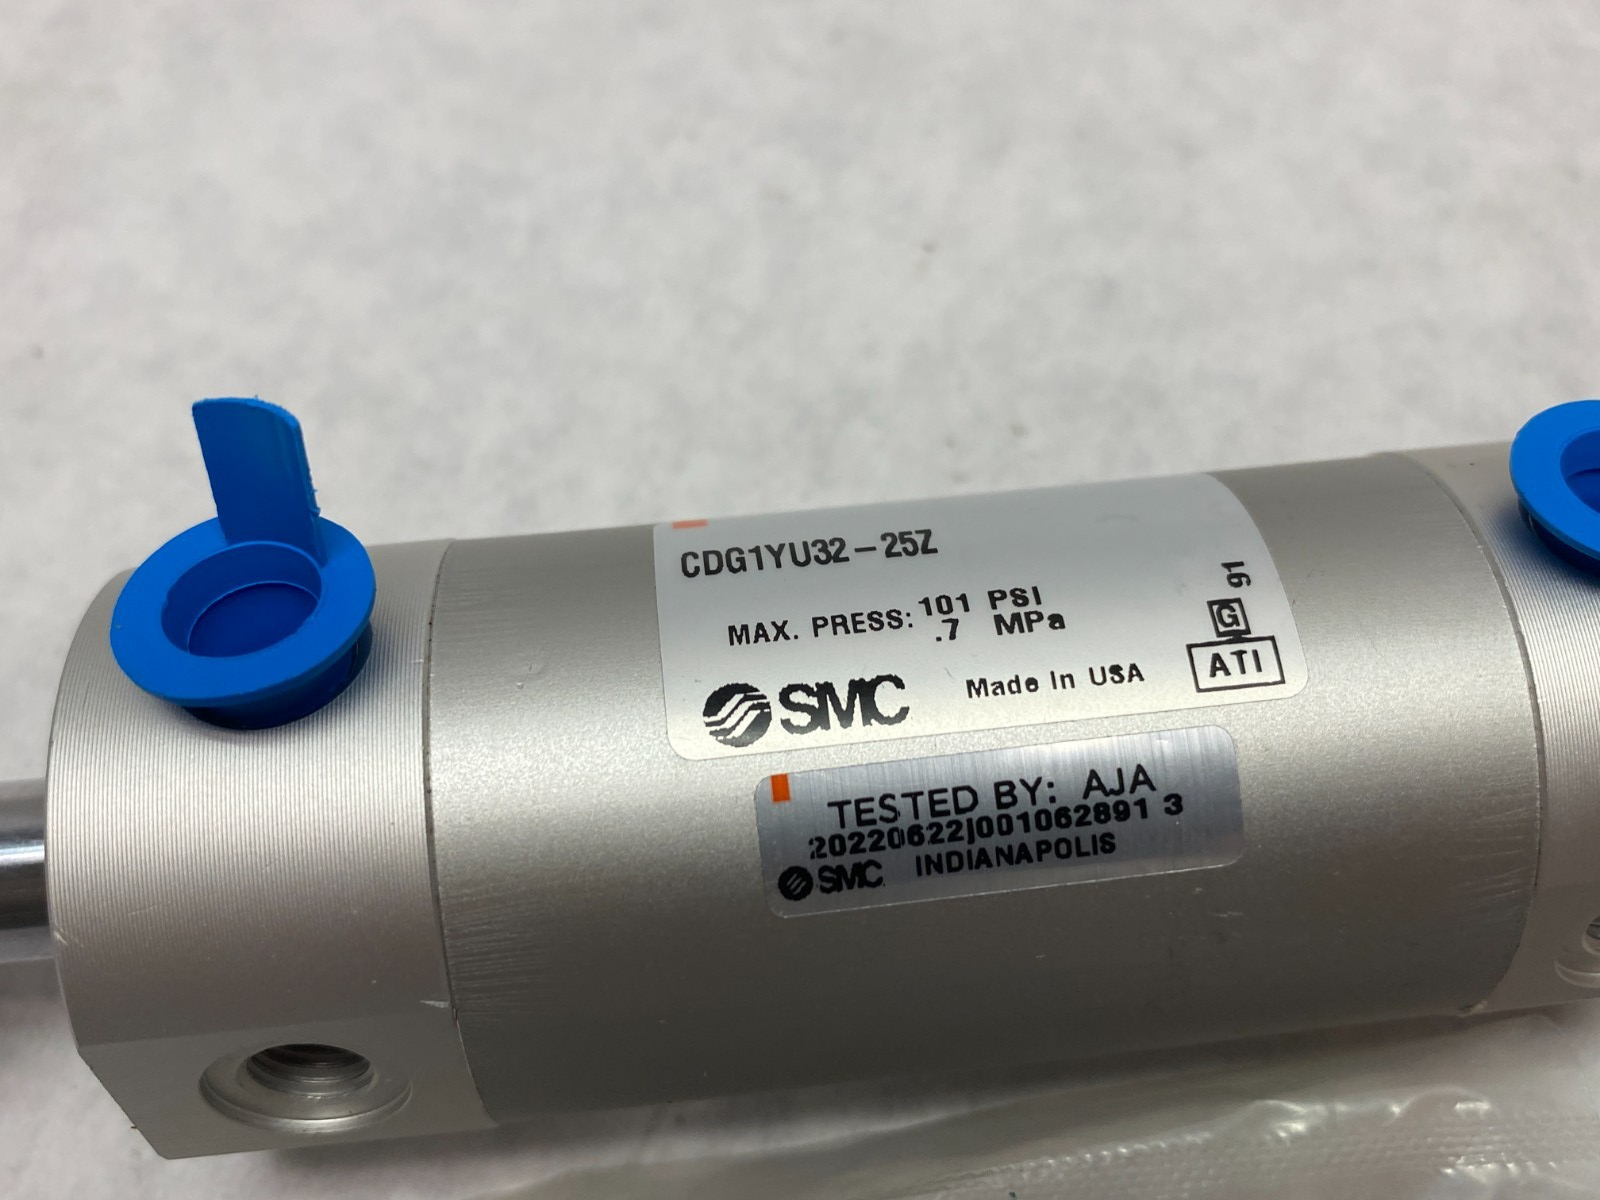 CDG1YU32-25Z
MAX. PRESS: 101 PSI
.7 MPa
SMC
Made In USA
91
G
ATI
TESTED BY: AJA
20220622|001062891 3
SMC INDIANAPOLIS